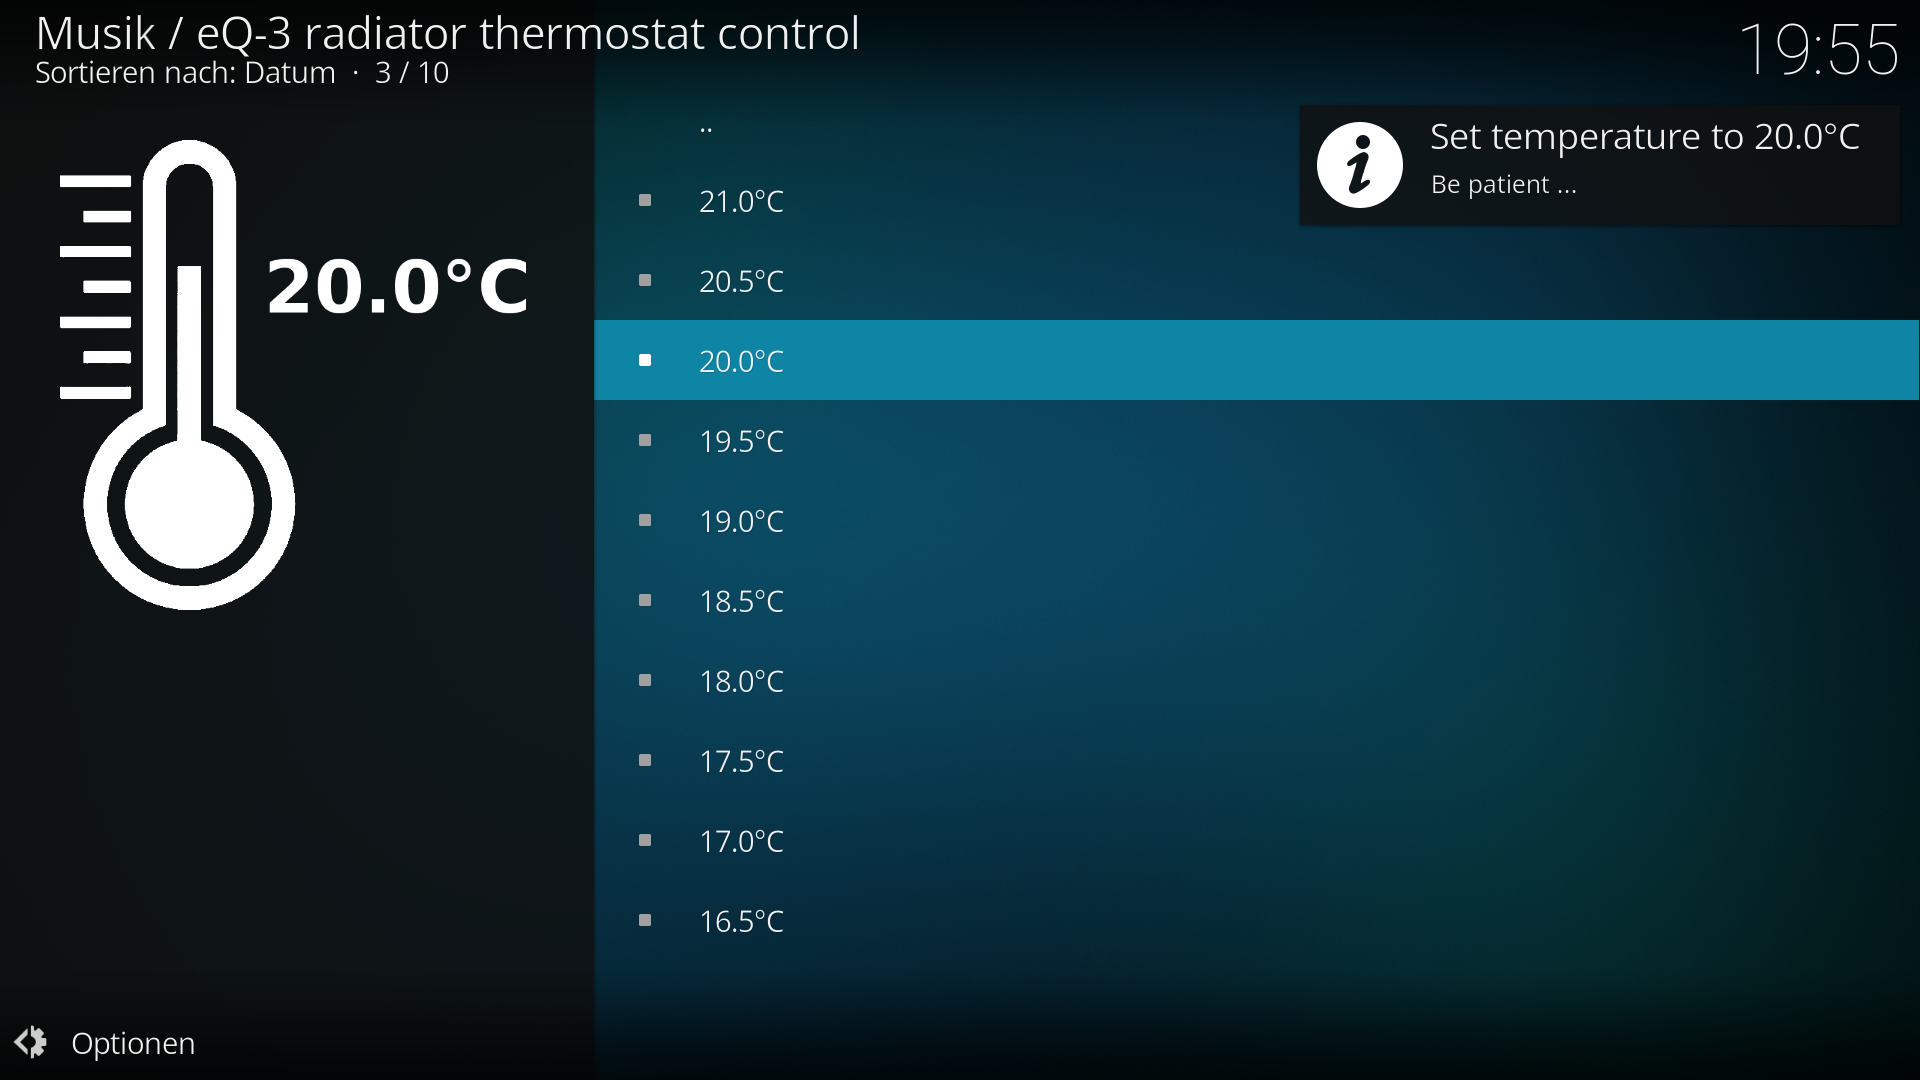 Musik / eQ-3 radiator thermostat control
Sortieren nach: Datum · 3 / 10
19:55
Set temperature to 20.0°C
Be patient ...
20.0°C
..
21.0°C
20.5°C
20.0°C
19.5°C
19.0°C
18.5°C
18.0°C
17.5°C
17.0°C
16.5°C
Optionen